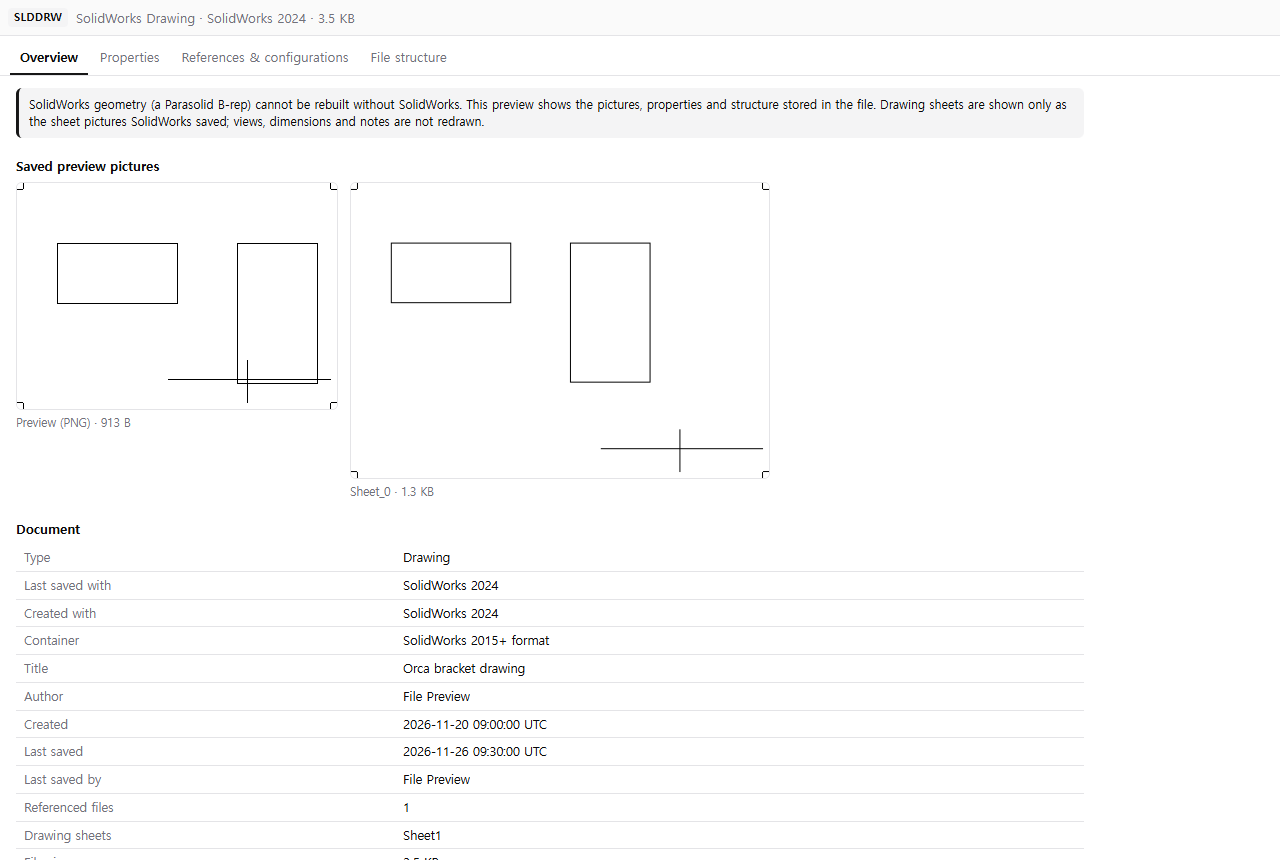 SLDDRW SolidWorks Drawing · SolidWorks 2024 · 3.5 KB
Overview Properties References & configurations File structure
SolidWorks geometry (a Parasolid B-rep) cannot be rebuilt without SolidWorks. This preview shows the pictures, properties and structure stored in the file. Drawing sheets are shown only as
the sheet pictures SolidWorks saved; views, dimensions and notes are not redrawn.
Saved preview pictures
Preview (PNG) · 913 B
Sheet_0 · 1.3 KB
Document
Type Drawing
Last saved with SolidWorks 2024
Created with SolidWorks 2024
Container SolidWorks 2015+ format
Title Orca bracket drawing
Author File Preview
Created 2026-11-20 09:00:00 UTC
Last saved 2026-11-26 09:30:00 UTC
Last saved by File Preview
Referenced files 1
Drawing sheets Sheet1